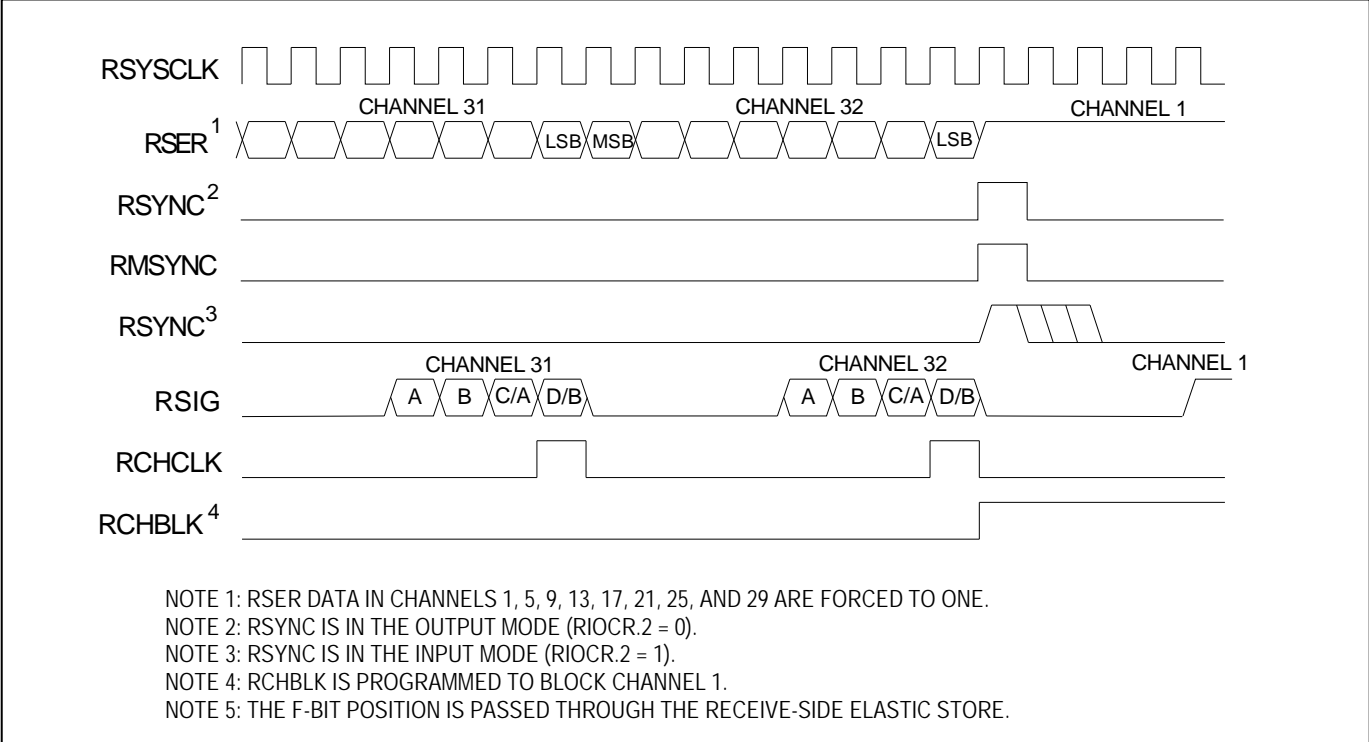 RSYSCLK
CHANNEL 31 CHANNEL 32 CHANNEL 1
RSER1 LSB MSB LSB
RSYNC2
RMSYNC
RSYNC3
CHANNEL 31 CHANNEL 32 CHANNEL 1
RSIG A B C/A D/B A B C/A D/B
RCHCLK
RCHBLK4
NOTE 1: RSER DATA IN CHANNELS 1, 5, 9, 13, 17, 21, 25, AND 29 ARE FORCED TO ONE.
NOTE 2: RSYNC IS IN THE OUTPUT MODE (RIOCR.2 = 0).
NOTE 3: RSYNC IS IN THE INPUT MODE (RIOCR.2 = 1).
NOTE 4: RCHBLK IS PROGRAMMED TO BLOCK CHANNEL 1.
NOTE 5: THE F-BIT POSITION IS PASSED THROUGH THE RECEIVE-SIDE ELASTIC STORE.